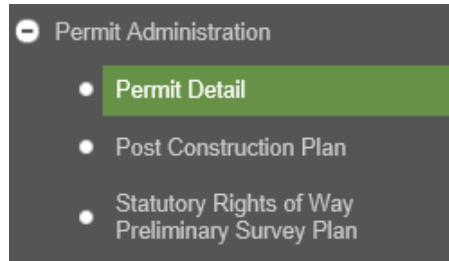 Permit Administration
Permit Detail
Post Construction Plan
Statutory Rights of Way
Preliminary Survey Plan